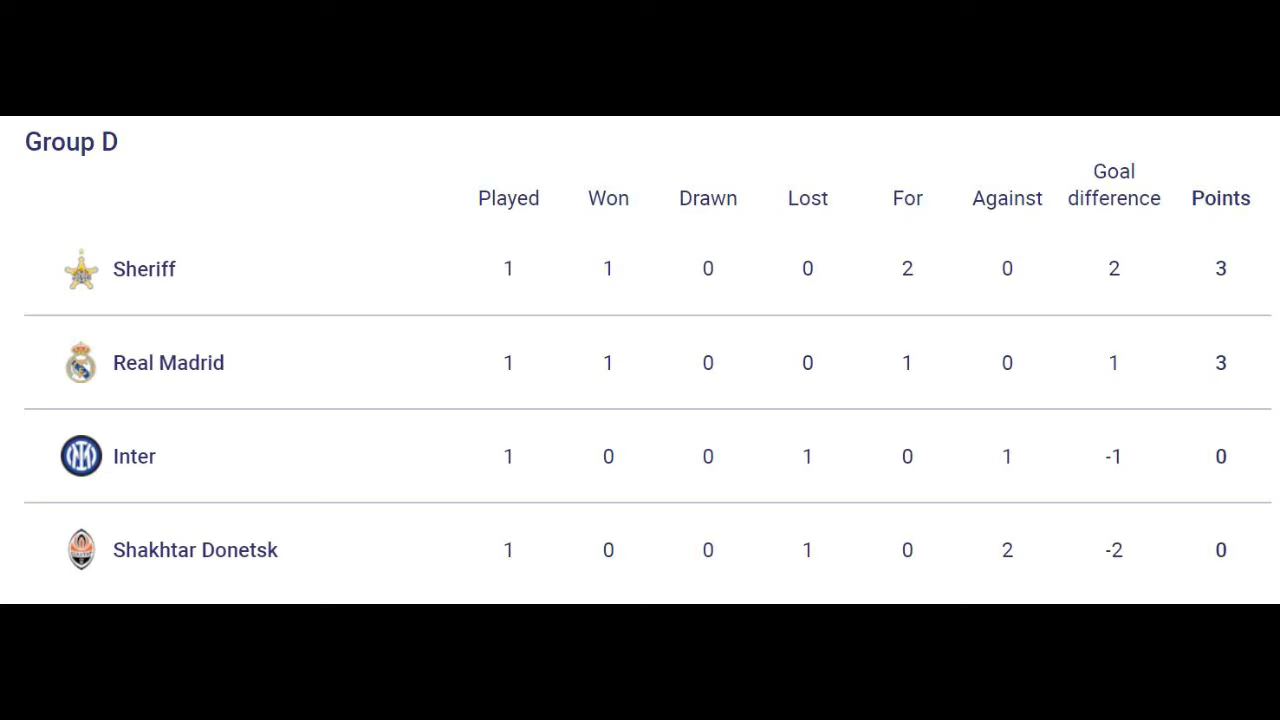 Group D
Played Won Drawn Lost For Against Goal difference Points
Sheriff 1 1 0 0 2 0 2 3
Real Madrid 1 1 0 0 1 0 1 3
Inter 1 0 0 1 0 1 -1 0
Shakhtar Donetsk 1 0 0 1 0 2 -2 0